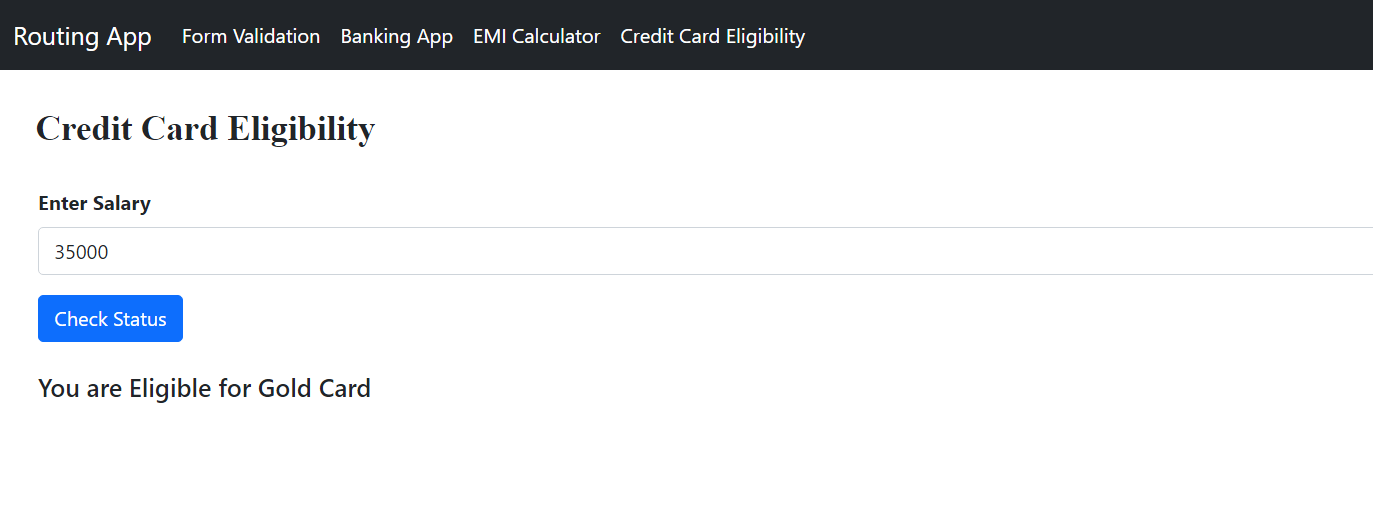 Routing App Form Validation Banking App EMI Calculator Credit Card Eligibility
Credit Card Eligibility
Enter Salary
35000
Check Status
You are Eligible for Gold Card